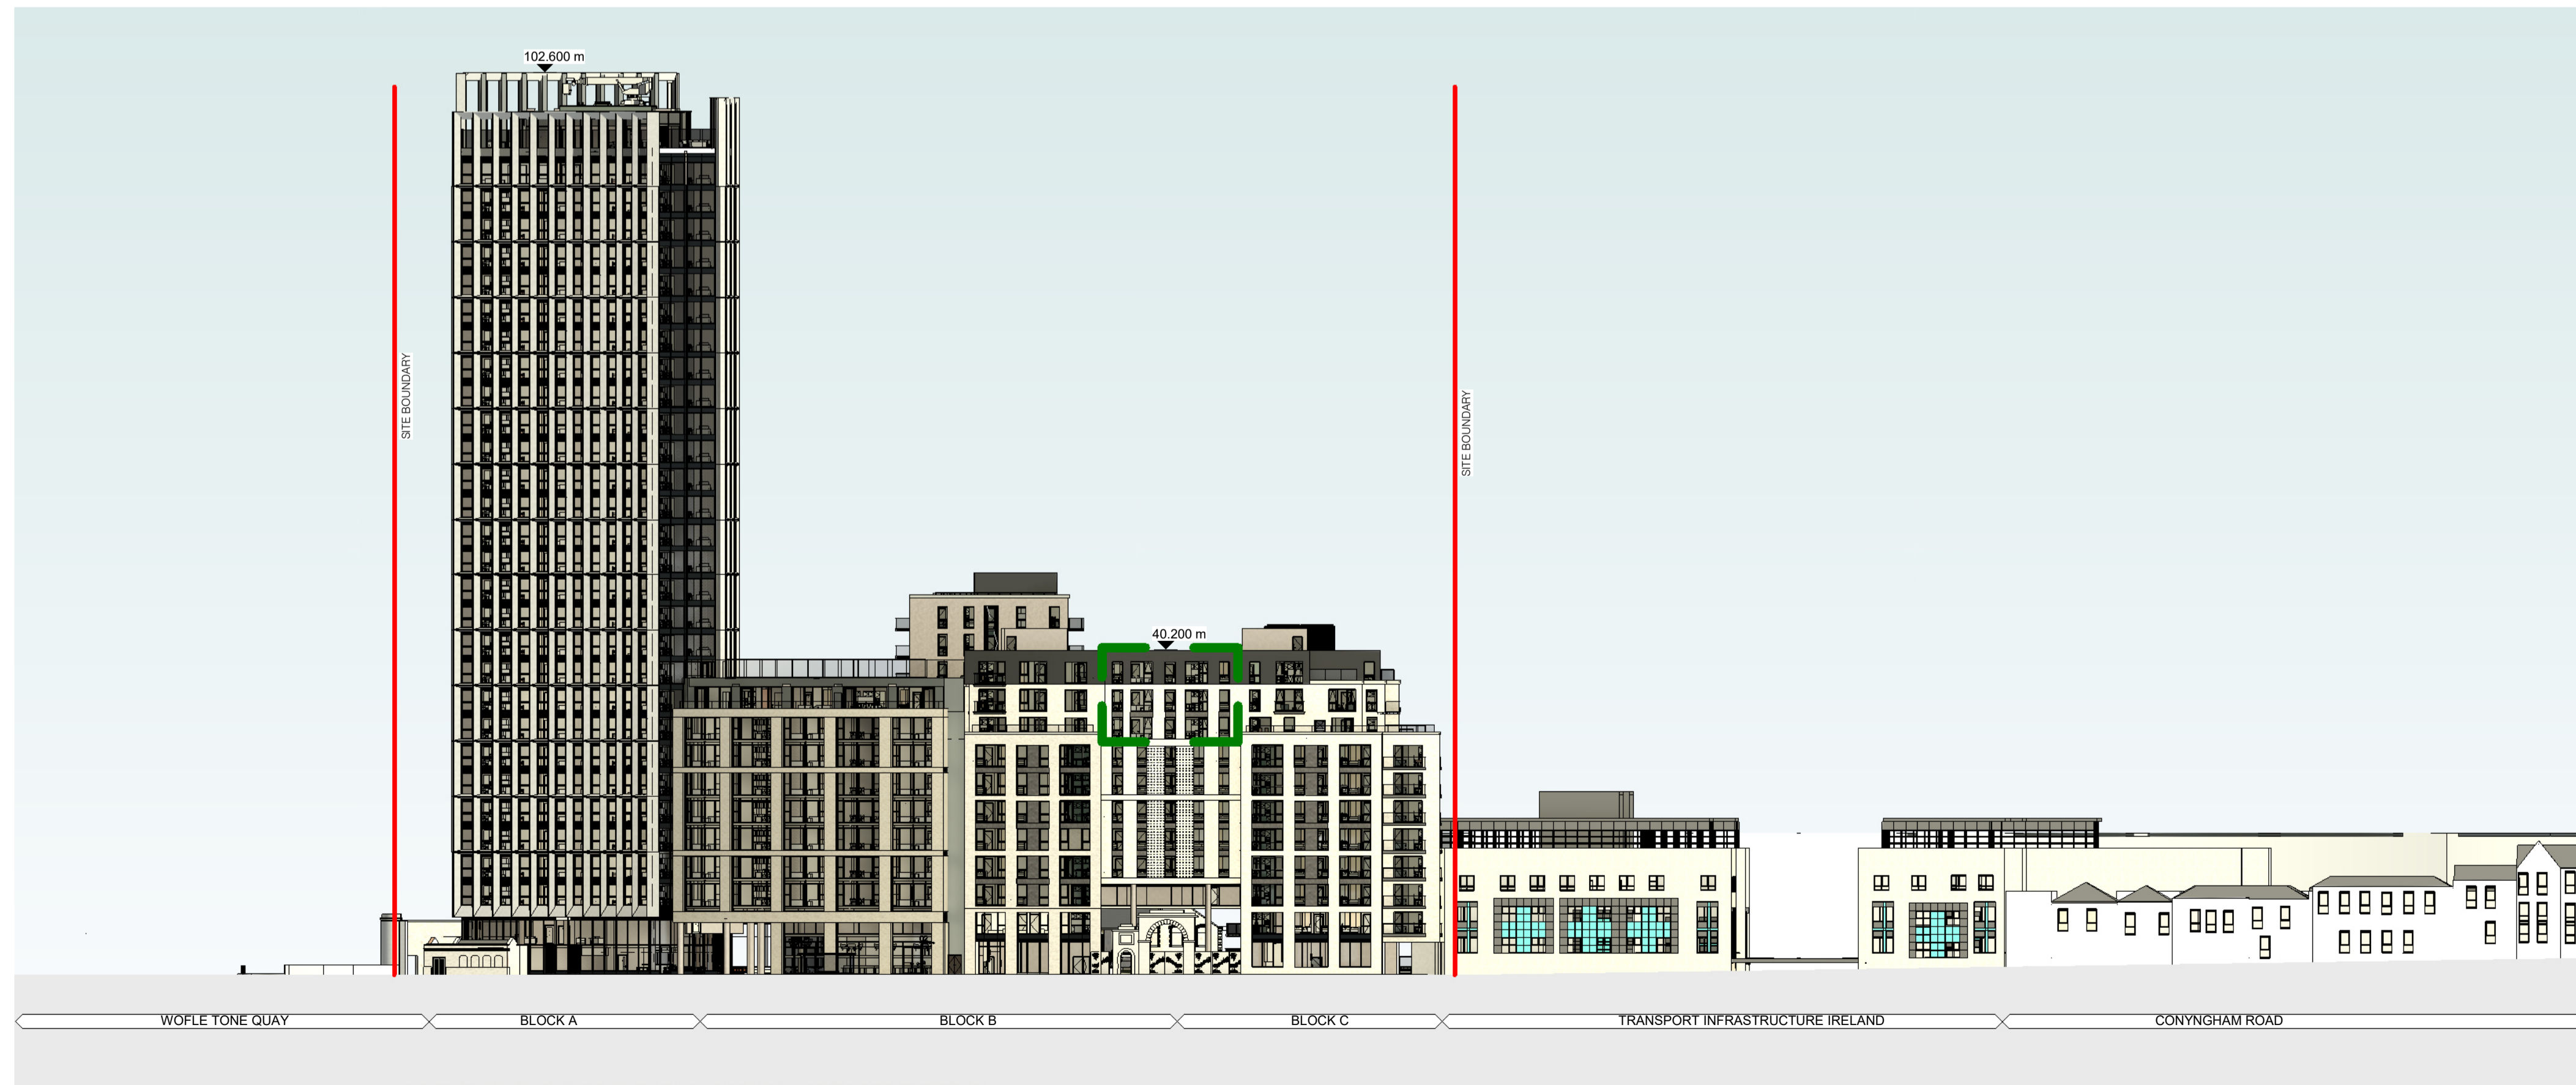 102.600 m
SITE BOUNDARY
SITE BOUNDARY
40.200 m
WOFLE TONE QUAY
BLOCK A
BLOCK B
BLOCK C
TRANSPORT INFRASTRUCTURE IRELAND
CONYNGHAM ROAD